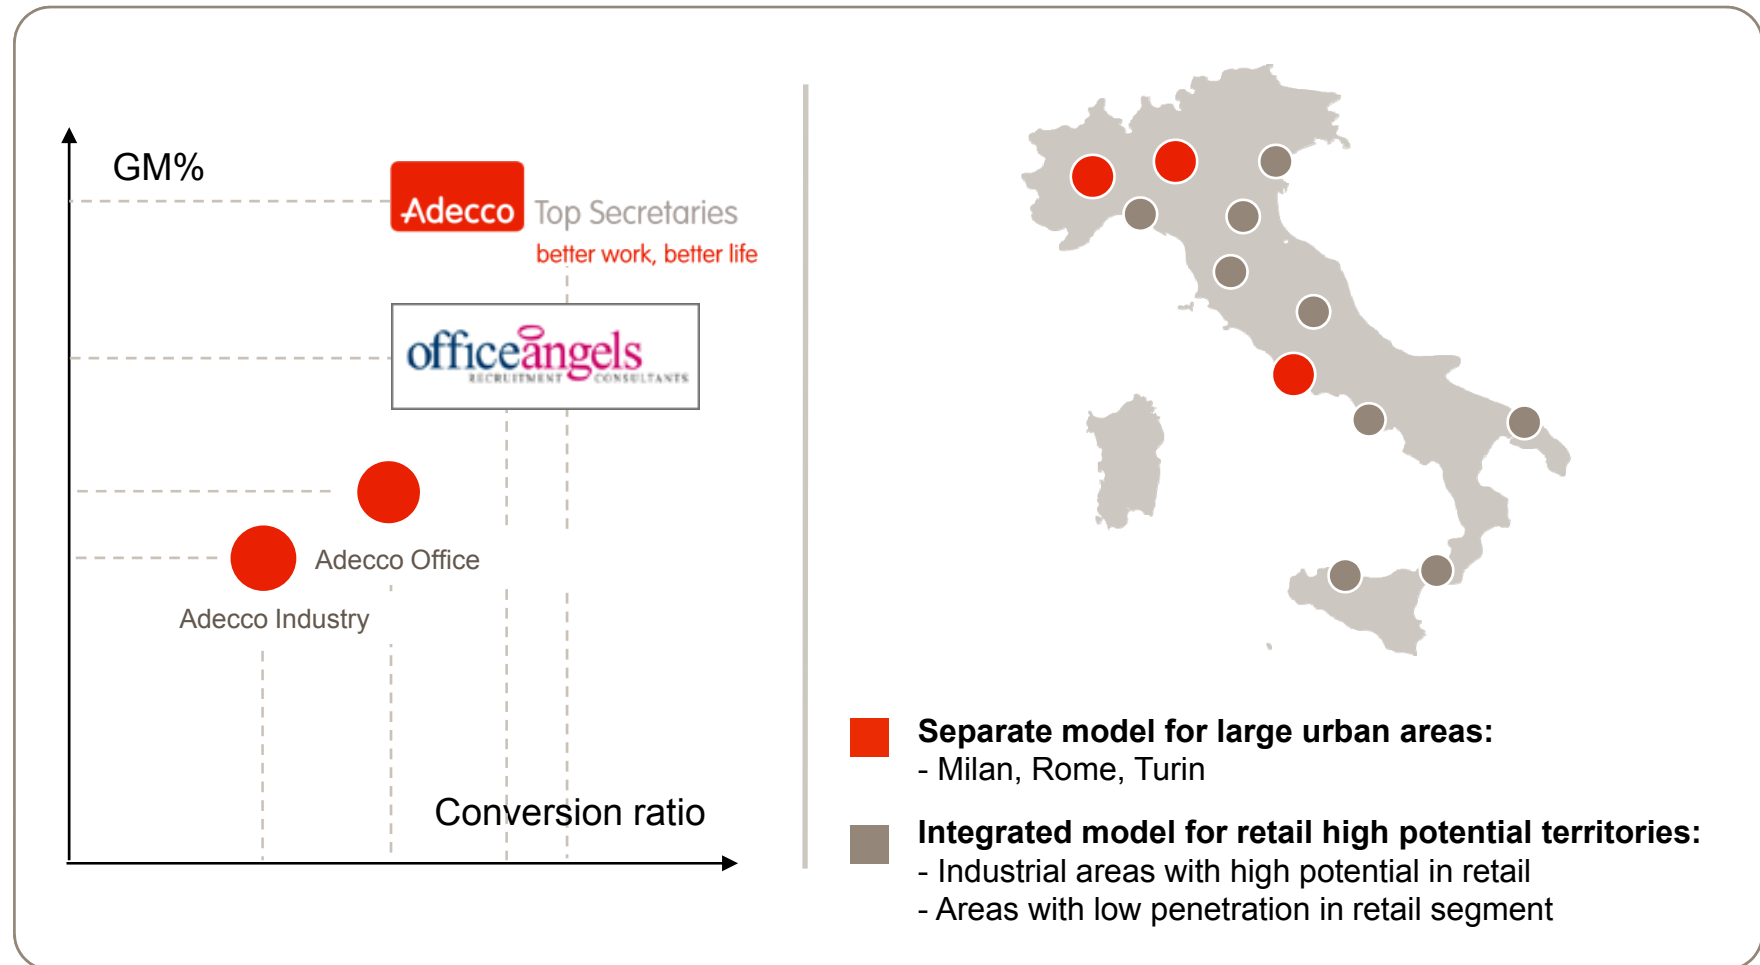 GM%
Adecco Top Secretaries
better work, better life
officeangels
RECRUITMENT CONSULTANTS
Adecco Office
Adecco Industry
Conversion ratio
Separate model for large urban areas:
- Milan, Rome, Turin
Integrated model for retail high potential territories:
- Industrial areas with high potential in retail
- Areas with low penetration in retail segment